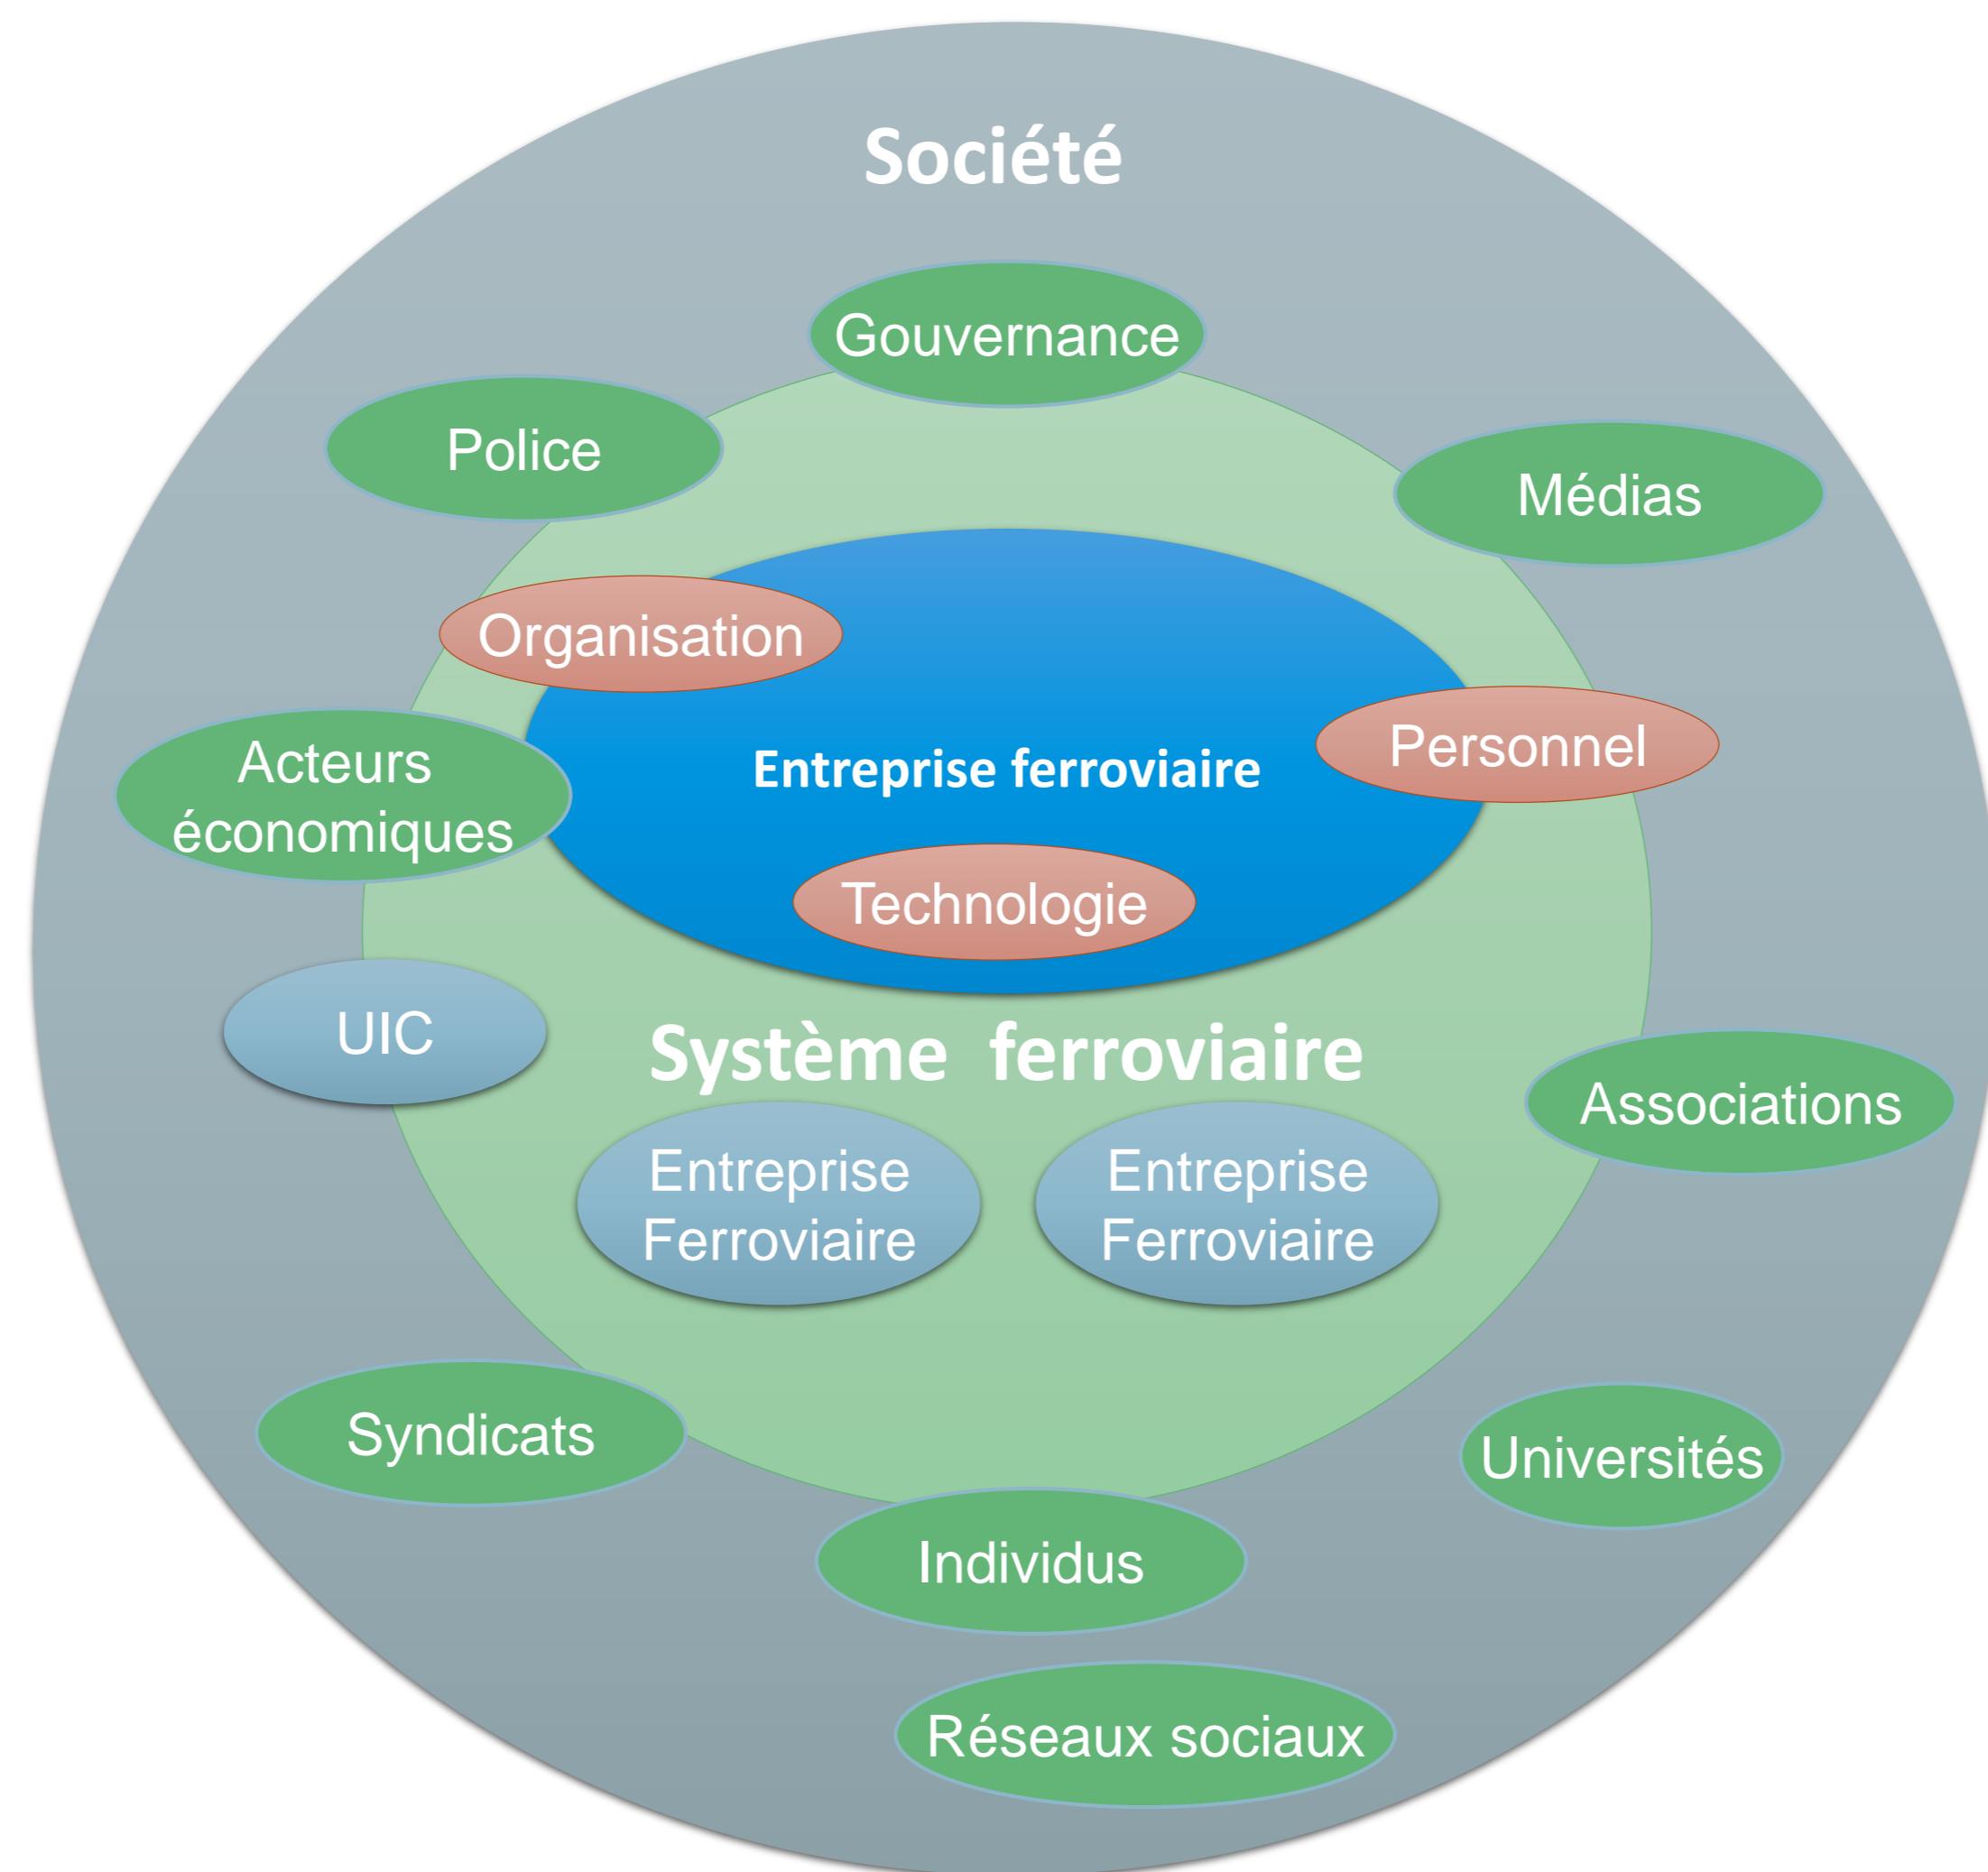 Société
Gouvernance
Police
Médias
Organisation
Personnel
Entreprise ferroviaire
Acteurs
économiques
Technologie
UIC
Système ferroviaire
Associations
Entreprise
Ferroviaire
Entreprise
Ferroviaire
Syndicats
Universités
Individus
Réseaux sociaux